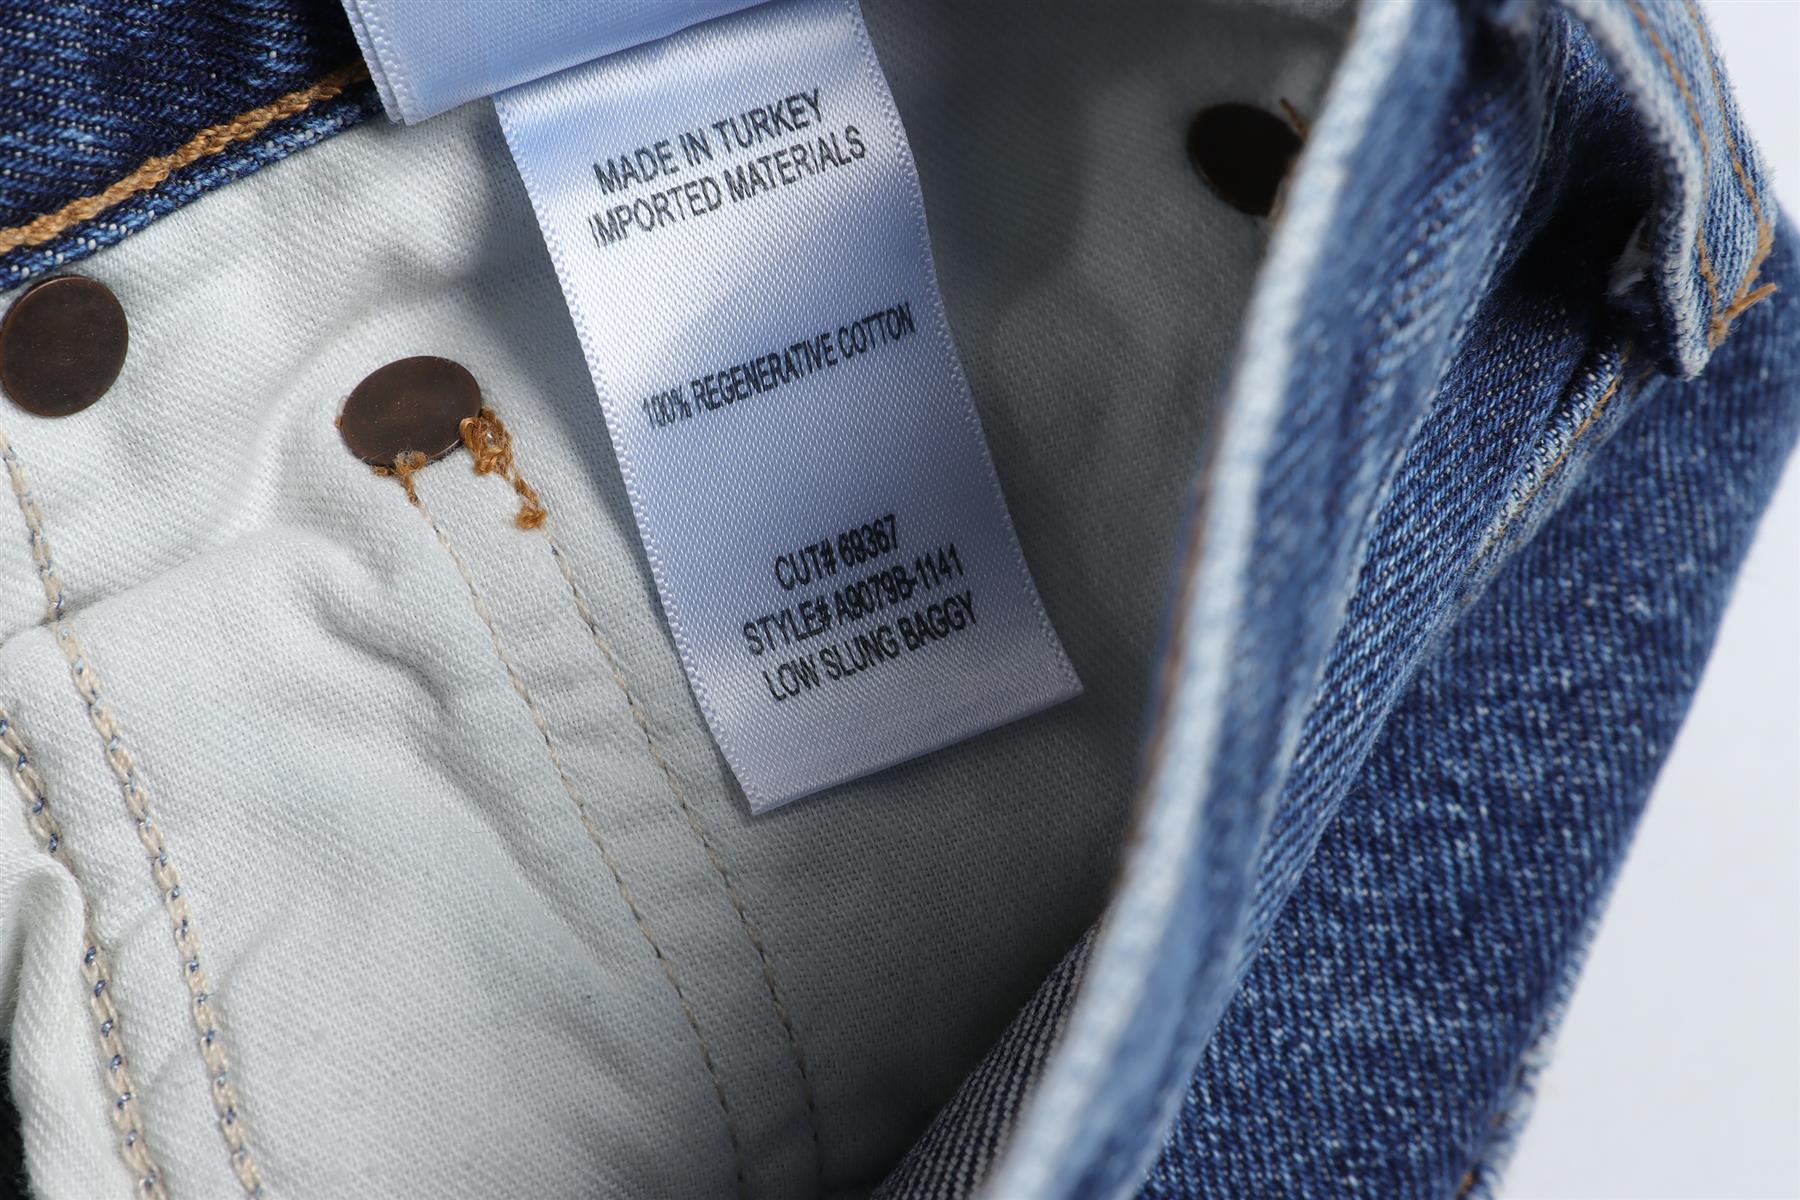 MADE IN TURKEY
IMPORTED MATERIALS
100% REGENERATIVE COTTON
CUT# 69367
STYLE# A9079B-1141
LOW SLUNG BAGGY